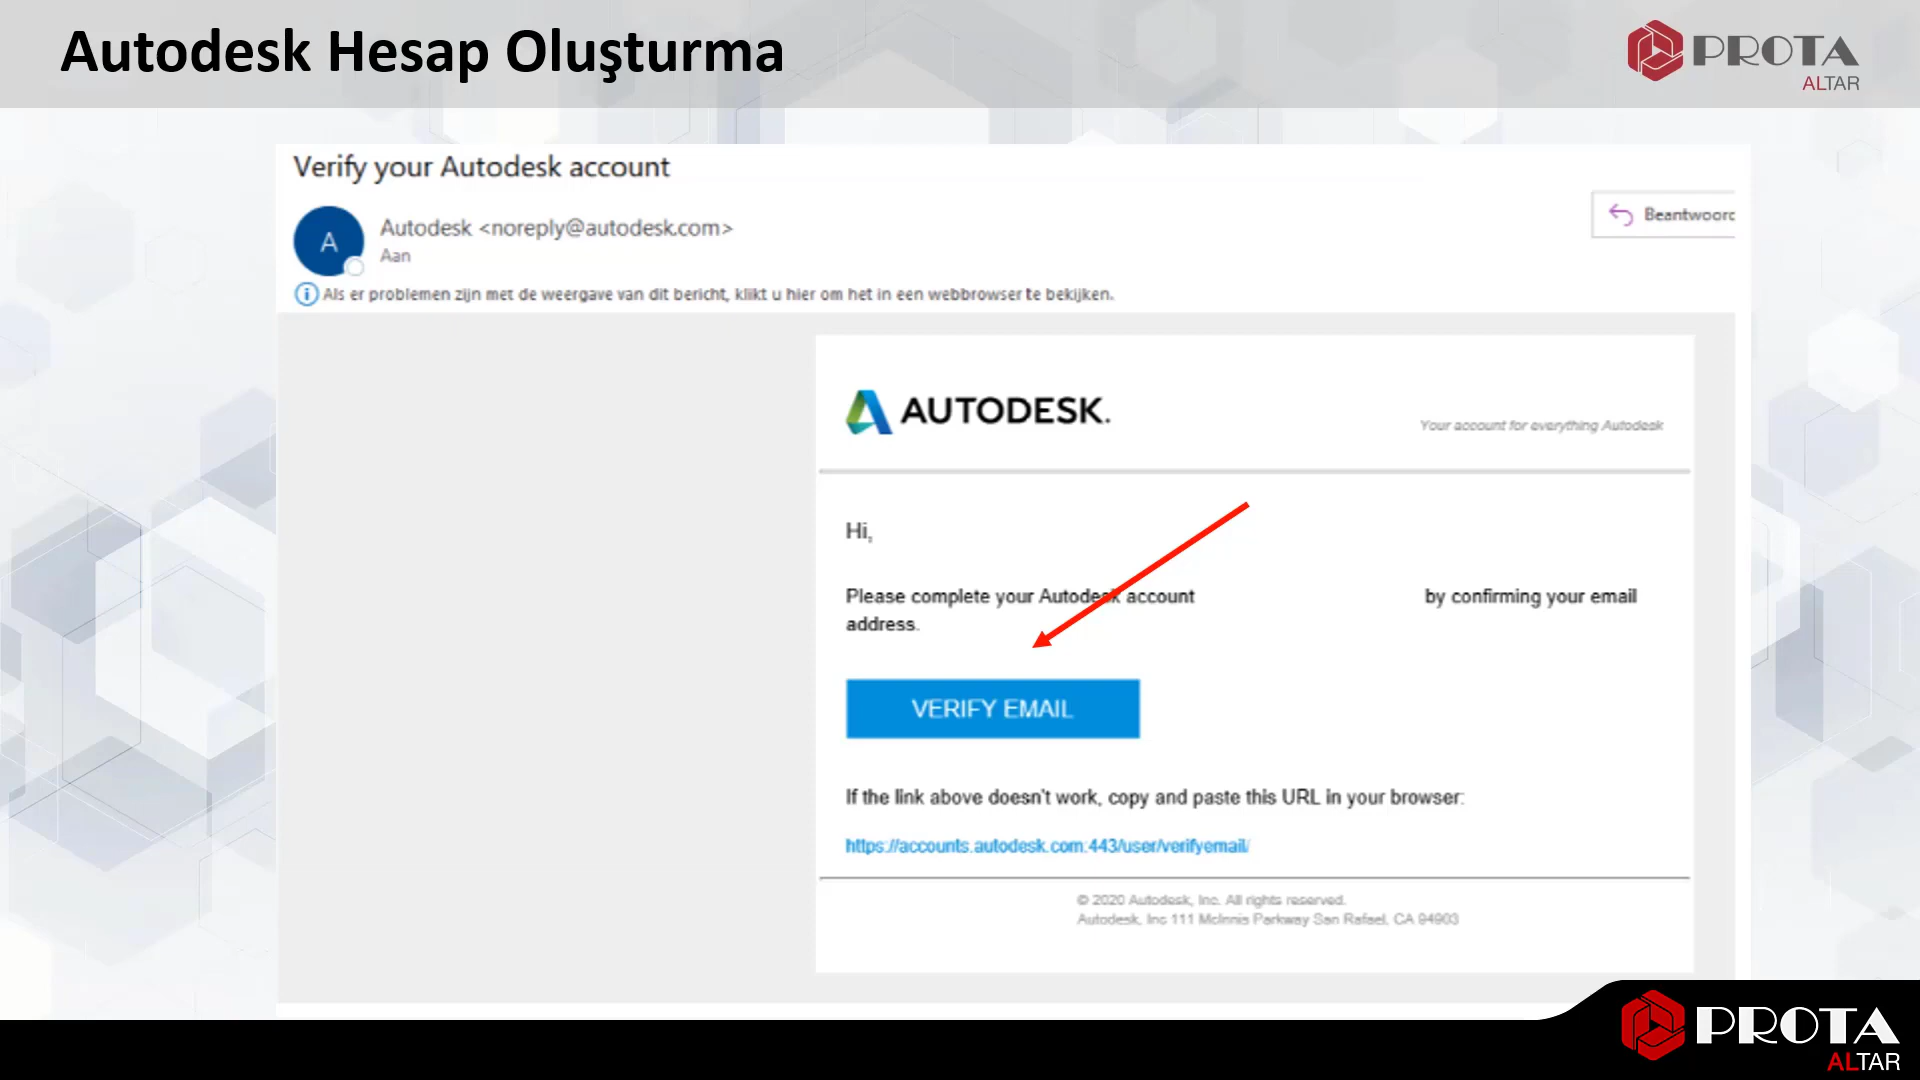 Autodesk Hesap Oluşturma
PROTA
ALTAR
Verify your Autodesk account
A
Autodesk <noreply@autodesk.com>
Aan
Beantwoord
Als er problemen zijn met de weergave van dit bericht, klikt u hier om het in een webbrowser te bekijken.
AUTODESK.
Your account for everything Autodesk
Hi,
Please complete your Autodesk account by confirming your email
address.
VERIFY EMAIL
If the link above doesn't work, copy and paste this URL in your browser:
https://accounts.autodesk.com:443/user/verifyemail/
© 2020 Autodesk, Inc. All rights reserved.
Autodesk, Inc 111 McInnis Parkway San Rafael, CA 94903
PROTA
ALTAR